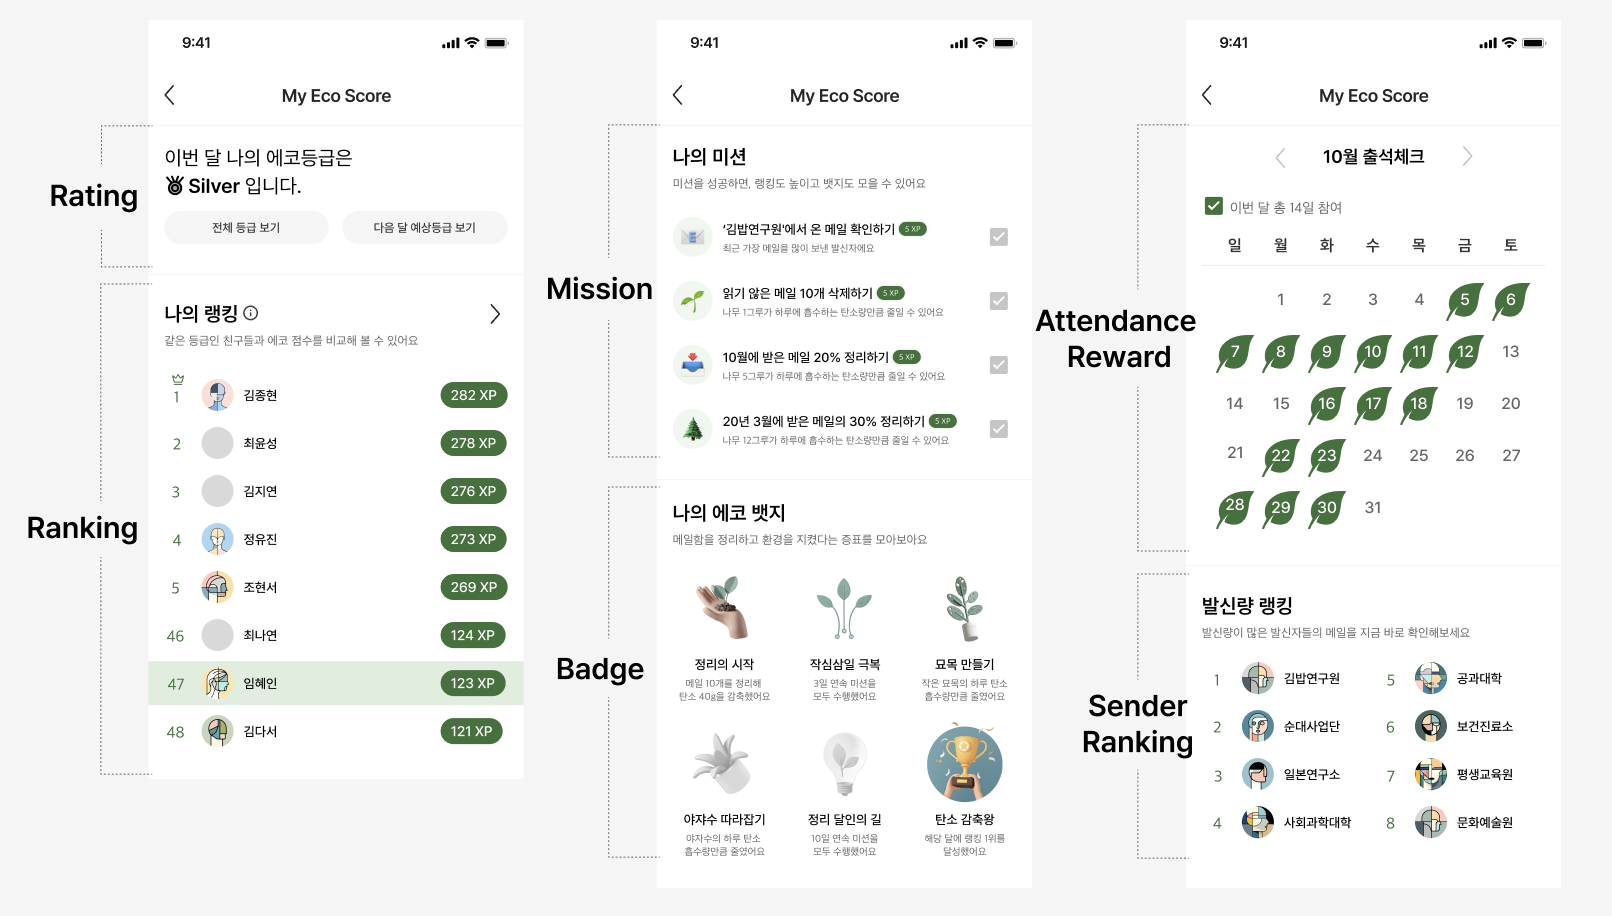 9:41
My Eco Score
Rating
이번 달 나의 에코등급은
Silver 입니다.
전체 등급 보기
다음 달 예상등급 보기
Ranking
나의 랭킹
같은 등급인 친구들과 에코 점수를 비교해 볼 수 있어요
1 김종현 282 XP
2 최윤성 278 XP
3 김지연 276 XP
4 정유진 273 XP
5 조현서 269 XP
46 최나연 124 XP
47 임혜인 123 XP
48 김다서 121 XP
9:41
My Eco Score
Mission
나의 미션
미션을 성공하면, 랭킹도 높이고 뱃지도 모을 수 있어요
‘김밥연구원’에서 온 메일 확인하기 5 XP
최근 가장 메일을 많이 보낸 발신자에요
읽기 않은 메일 10개 삭제하기 5 XP
나무 1그루가 하루에 흡수하는 탄소량만큼 줄일 수 있어요
10월에 받은 메일 20% 정리하기 5 XP
나무 5그루가 하루에 흡수하는 탄소량만큼 줄일 수 있어요
20년 3월에 받은 메일의 30% 정리하기 5 XP
나무 12그루가 하루에 흡수하는 탄소량만큼 줄일 수 있어요
Badge
나의 에코 뱃지
메일함을 정리하고 환경을 지켰다는 증표를 모아보아요
정리의 시작
메일 10개를 정리해
탄소 40g을 감축했어요
작심삼일 극복
3일 연속 미션을
모두 수행했어요
묘목 만들기
작은 묘목의 하루 탄소
흡수량만큼 줄였어요
야자수 따라잡기
야자수의 하루 탄소
흡수량만큼 줄였어요
정리 달인의 길
10일 연속 미션을
모두 수행했어요
탄소 감축왕
해당 달에 랭킹 1위를
달성했어요
9:41
My Eco Score
Attendance
Reward
10월 출석체크
이번 달 총 14일 참여
일 월 화 수 목 금 토
1 2 3 4 5 6
7 8 9 10 11 12 13
14 15 16 17 18 19 20
21 22 23 24 25 26 27
28 29 30 31
Sender
Ranking
발신량 랭킹
발신량이 많은 발신자들의 메일을 지금 바로 확인해보세요
1 김밥연구원
2 순대사업단
3 일본연구소
4 사회과학대학
5 공과대학
6 보건진료소
7 평생교육원
8 문화예술원